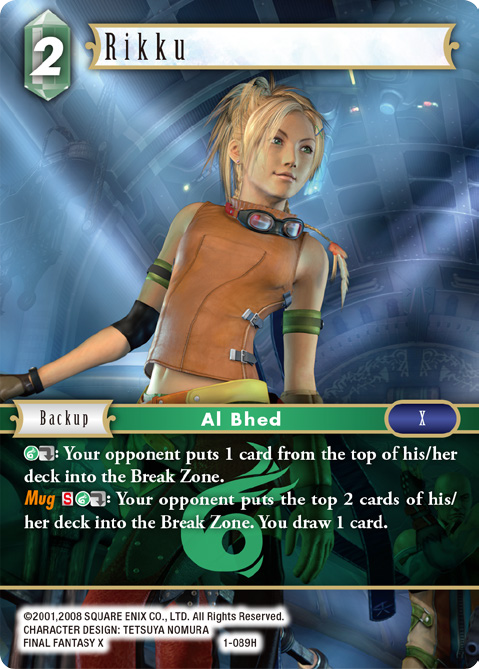 2
Rikku
Backup
Al Bhed
X
: Your opponent puts 1 card from the top of his/her
deck into the Break Zone.
Mug S : Your opponent puts the top 2 cards of his/
her deck into the Break Zone. You draw 1 card.
©2001,2008 SQUARE ENIX CO., LTD. All Rights Reserved.
CHARACTER DESIGN: TETSUYA NOMURA
FINAL FANTASY X
1-089H